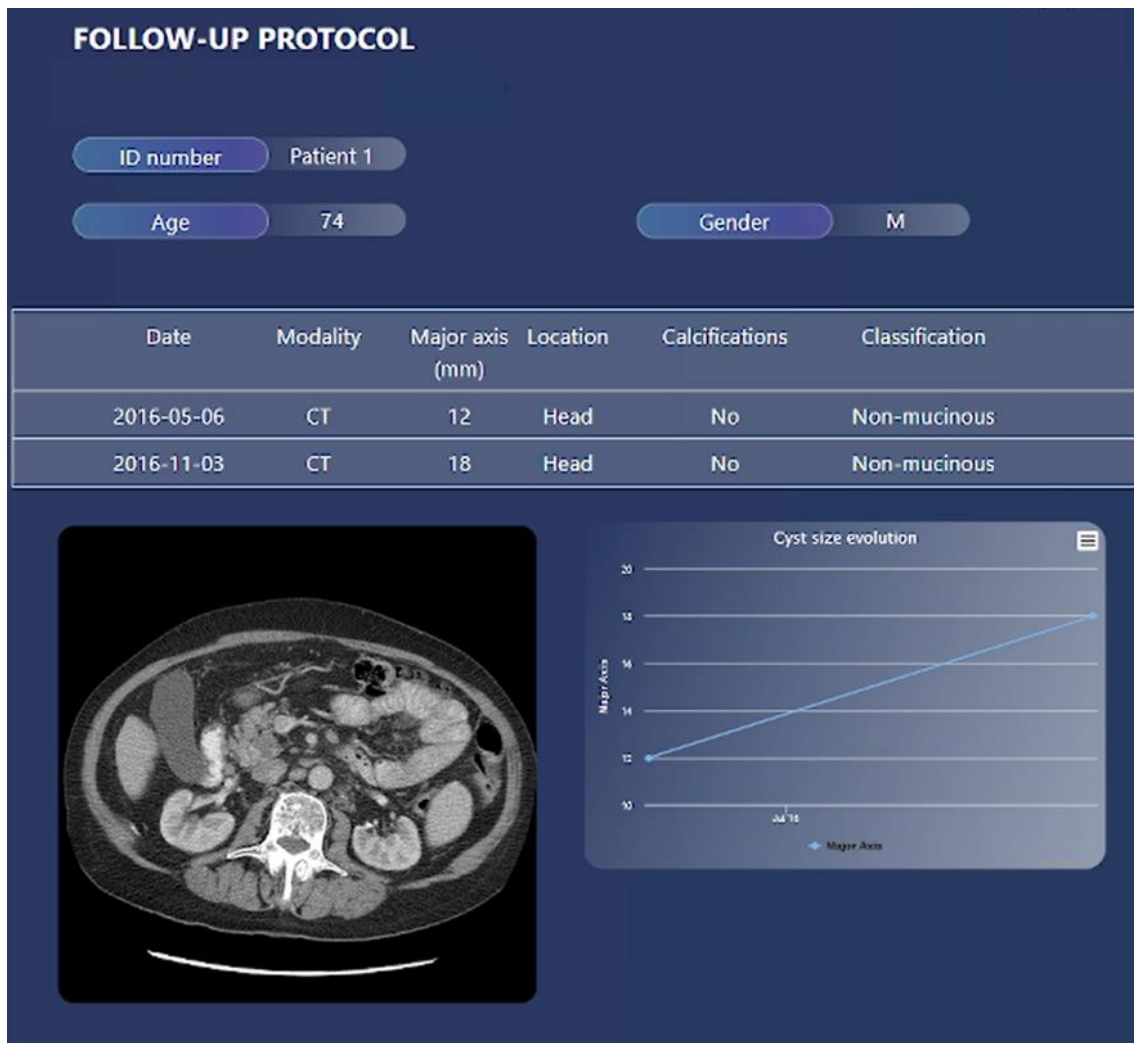 FOLLOW-UP PROTOCOL
ID number Patient 1
Age 74 Gender M
Date Modality Major axis (mm) Location Calcifications Classification
2016-05-06 CT 12 Head No Non-mucinous
2016-11-03 CT 18 Head No Non-mucinous
Cyst size evolution
20
18
16
14
12
10
Major Axis
Jul '16
Major Axis